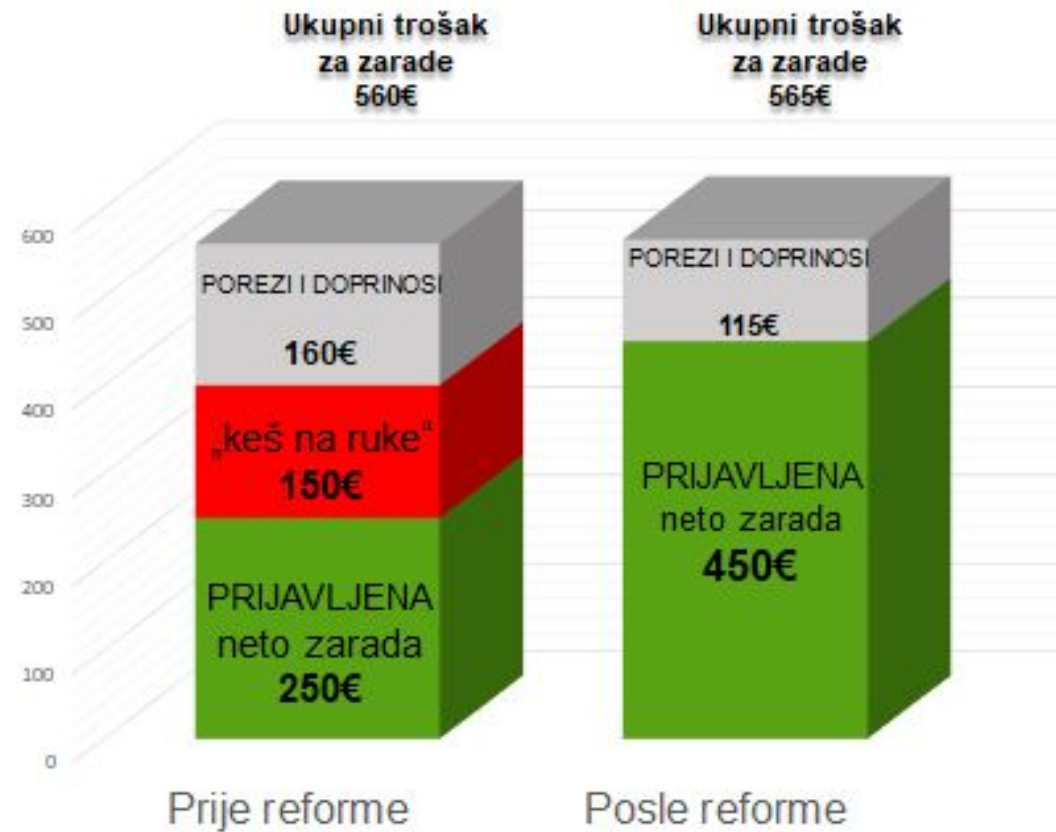 Ukupni trošak
za zarade
560€
Ukupni trošak
za zarade
565€
600
500
400
300
200
100
0
POREZI I DOPRINOSI
160€
„keš na ruke“
150€
PRIJAVLJENA
neto zarada
250€
POREZI I DOPRINOSI
115€
PRIJAVLJENA
neto zarada
450€
Prije reforme
Posle reforme